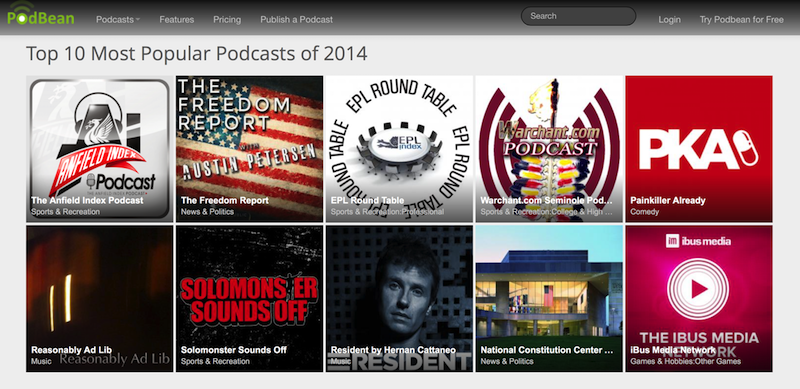 PodBean
Podcasts
Features
Pricing
Publish a Podcast
Search
Login
Try Podbean for Free
Top 10 Most Popular Podcasts of 2014
ANFIELD INDEX
Podcast
The Anfield Index Podcast
Sports & Recreation
THE
FREEDOM
REPORT
WITH
AUSTIN PETERSEN
The Freedom Report
News & Politics
EPL ROUND TABLE
EPL ROUND TABLE
EPL ROUND TABLE
EPL
index
EPL Round Table
Sports & Recreation:Professional
Warchant.com
PODCAST
Warchant.com Seminole Pod...
Sports & Recreation:College & High ...
PKA
Painkiller Already
Comedy
Reasonably Ad Lib
Reasonably Ad Lib
Music
SOLOMONSTER
SOUNDS OFF
Solomonster Sounds Off
Sports & Recreation
Resident by Hernan Cattaneo
RESIDENT
Music
National Constitution Center ...
News & Politics
im ibus media
THE IBUS MEDIA
NETWORK
iBus Media Network
Games & Hobbies:Other Games